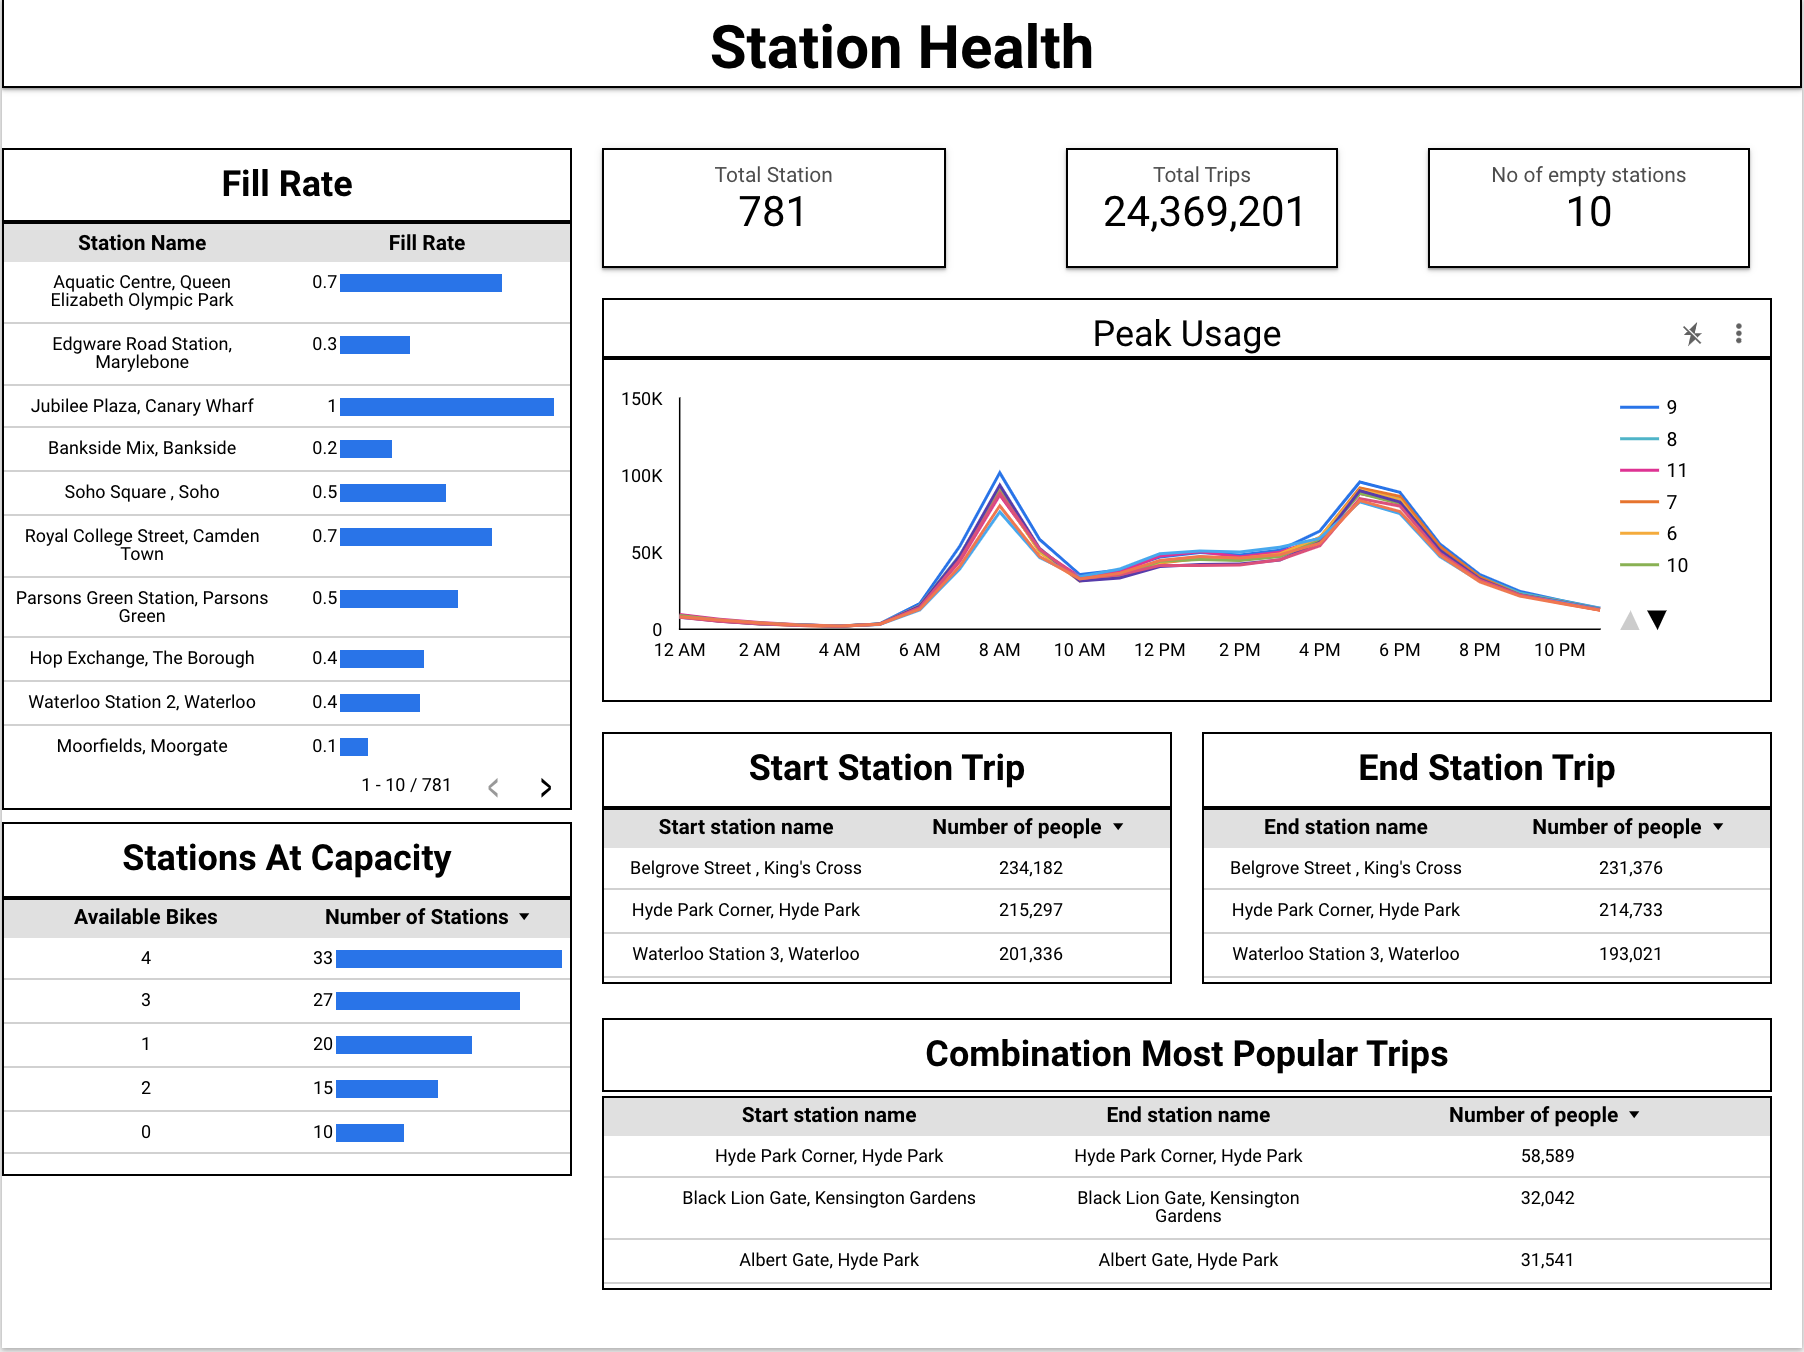 Station Health
Fill Rate
Station Name Fill Rate
Aquatic Centre, Queen
Elizabeth Olympic Park 0.7
Edgware Road Station,
Marylebone 0.3
Jubilee Plaza, Canary Wharf 1
Bankside Mix, Bankside 0.2
Soho Square , Soho 0.5
Royal College Street, Camden
Town 0.7
Parsons Green Station, Parsons
Green 0.5
Hop Exchange, The Borough 0.4
Waterloo Station 2, Waterloo 0.4
Moorfields, Moorgate 0.1
1 - 10 / 781
Stations At Capacity
Available Bikes Number of Stations
4 33
3 27
1 20
2 15
0 10
Total Station
781
Total Trips
24,369,201
No of empty stations
10
Peak Usage
150K
100K
50K
0
12 AM 2 AM 4 AM 6 AM 8 AM 10 AM 12 PM 2 PM 4 PM 6 PM 8 PM 10 PM
9
8
11
7
6
10
Start Station Trip
Start station name Number of people
Belgrove Street , King's Cross 234,182
Hyde Park Corner, Hyde Park 215,297
Waterloo Station 3, Waterloo 201,336
End Station Trip
End station name Number of people
Belgrove Street , King's Cross 231,376
Hyde Park Corner, Hyde Park 214,733
Waterloo Station 3, Waterloo 193,021
Combination Most Popular Trips
Start station name End station name Number of people
Hyde Park Corner, Hyde Park Hyde Park Corner, Hyde Park 58,589
Black Lion Gate, Kensington Gardens Black Lion Gate, Kensington 32,042
Gardens
Albert Gate, Hyde Park Albert Gate, Hyde Park 31,541